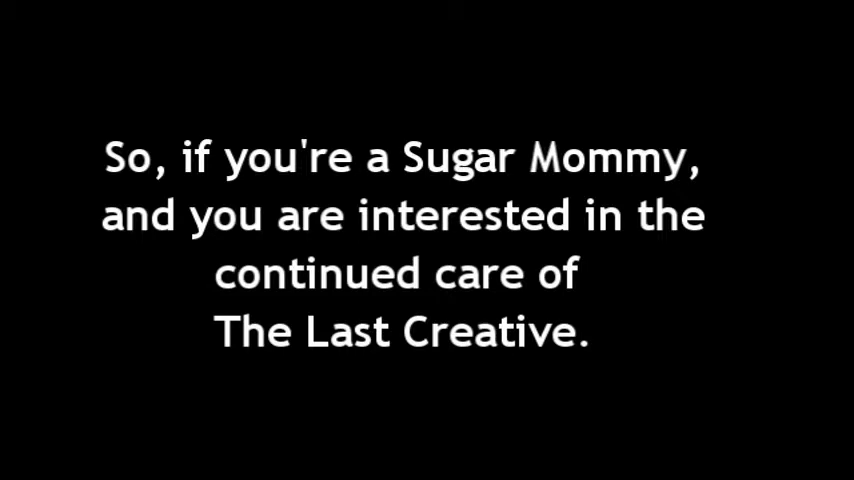 So, if you're a Sugar Mommy,
and you are interested in the
continued care of
The Last Creative.